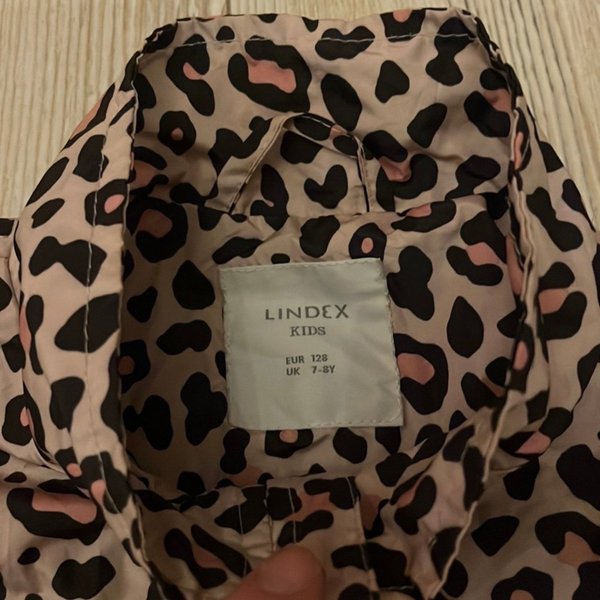 LINDEX
KIDS
EUR 128
UK 7-8Y